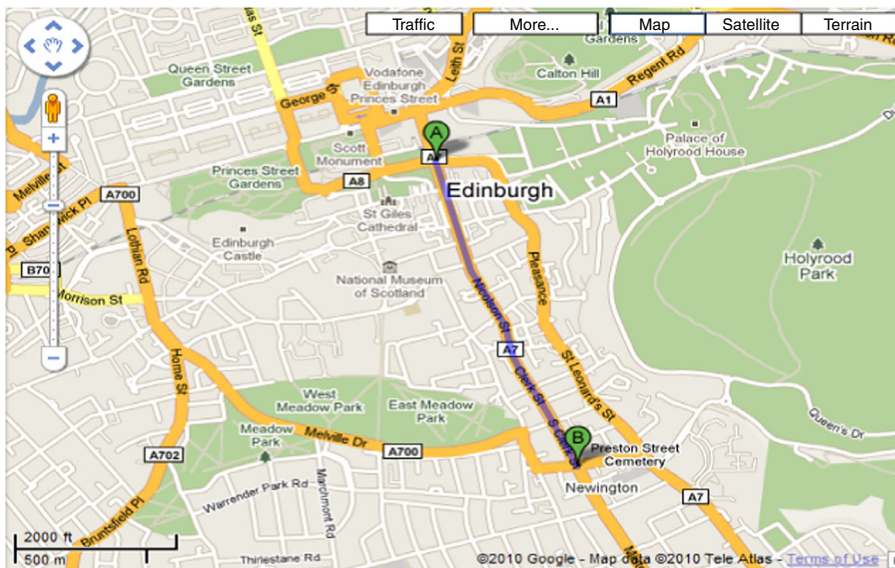 Traffic
More...
Map
Satellite
Terrain
Gardens
Leith St
Calton Hill
Regent Rd
Queen Street
Gardens
Vodafone
Edinburgh
Princes Street
George St
A1
Palace of
Holyrood House
Scott
Monument
A
Princes Street
Gardens
A8
Edinburgh
Melville St
A700
Shandwick Pl
St Giles
Cathedral
Lothian Rd
Edinburgh
Castle
Pleasance
Holyrood
Park
B70
National Museum
of Scotland
Morrison St
Nicolson St
A7
Home St
Clerk St
St Leonard's St
West
Meadow Park
East Meadow
Park
Queen's Dr
Meadow
Park
Melville Dr
A700
S Clerk St
B
Preston Street
Cemetery
A702
Newington
Warrender Park Rd
Marchmont Rd
A7
Bruntsfield Pl
2000 ft
500 m
Thirlestane Rd
©2010 Google - Map data ©2010 Tele Atlas - Terms of Use